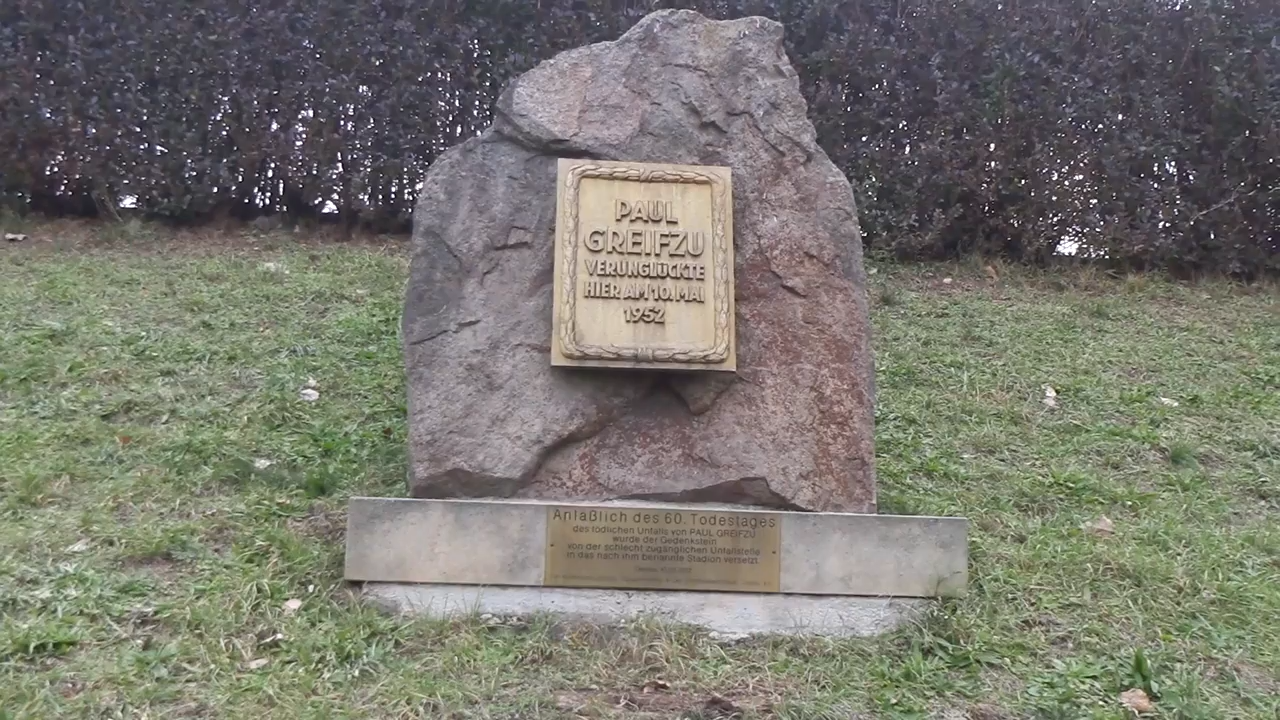 PAUL
GREIFZU
VERUNGLÜCKTE
HIER AM 10. MAI
1952
Anläßlich des 60. Todestages
des tödlichen Unfalls von PAUL GREIFZU
wurde der Gedenkstein
von der schlecht zugänglichen Unfallstelle
in das nach ihm benannte Stadion versetzt.